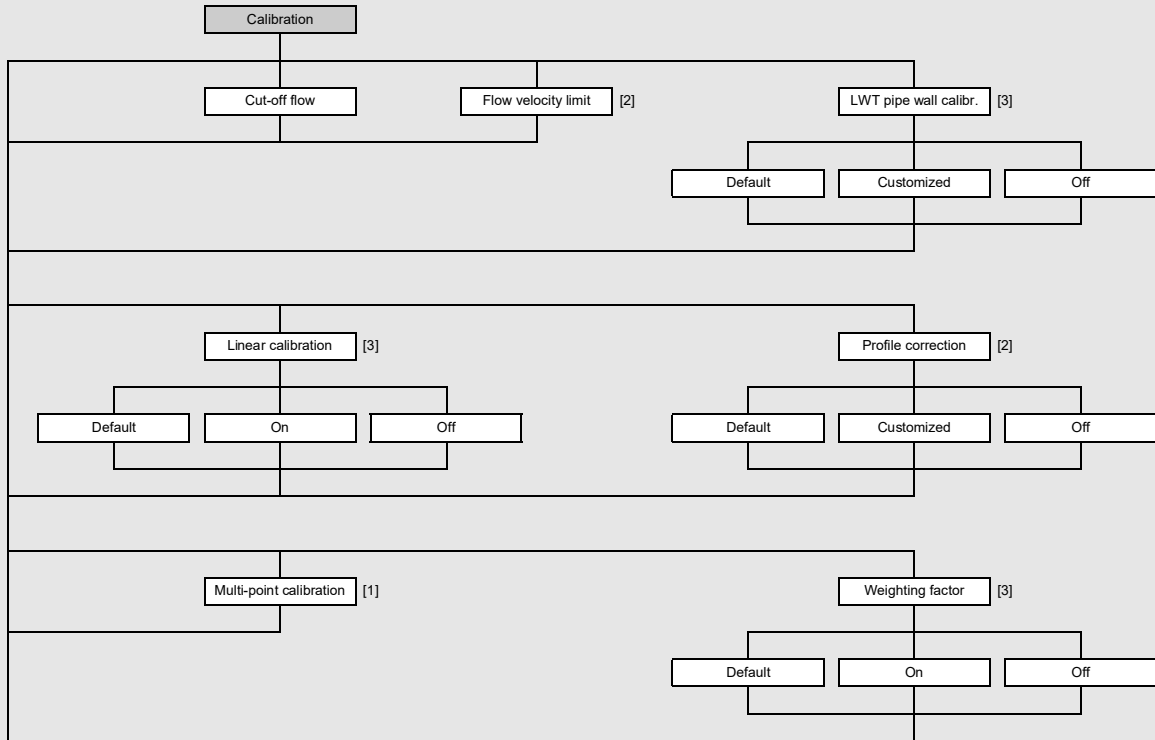 Calibration
Cut-off flow
Flow velocity limit [2]
LWT pipe wall calibr. [3]
Default
Customized
Off
Linear calibration [3]
Profile correction [2]
Default
On
Off
Default
Customized
Off
Multi-point calibration [1]
Weighting factor [3]
Default
On
Off